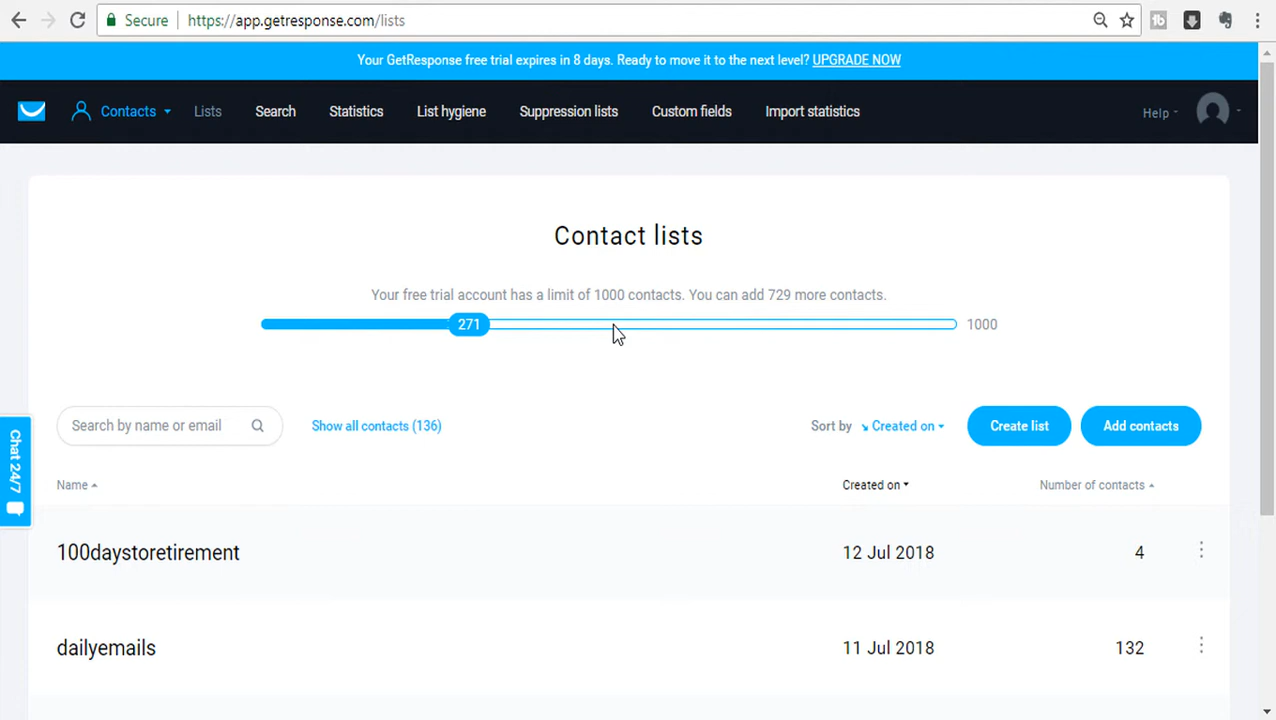 Secure https://app.getresponse.com/lists
Your GetResponse free trial expires in 8 days. Ready to move it to the next level? UPGRADE NOW
Contacts Lists Search Statistics List hygiene Suppression lists Custom fields Import statistics Help
Contact lists
Your free trial account has a limit of 1000 contacts. You can add 729 more contacts.
271 1000
Search by name or email Show all contacts (136) Sort by Created on Create list Add contacts
Chat 24/7
Name Created on Number of contacts
100daystoretirement 12 Jul 2018 4
dailyemails 11 Jul 2018 132